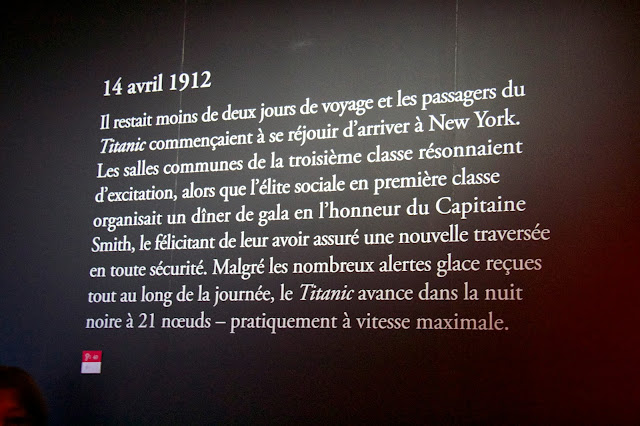 14 avril 1912
Il restait moins de deux jours de voyage et les passagers du
Titanic commençaient à se réjouir d'arriver à New York.
Les salles communes de la troisième classe résonnaient
d'excitation, alors que l'élite sociale en première classe
organisait un dîner de gala en l'honneur du Capitaine
Smith, le félicitant de leur avoir assuré une nouvelle traversée
en toute sécurité. Malgré les nombreux alertes glace reçues
tout au long de la journée, le Titanic avance dans la nuit
noire à 21 nœuds – pratiquement à vitesse maximale.